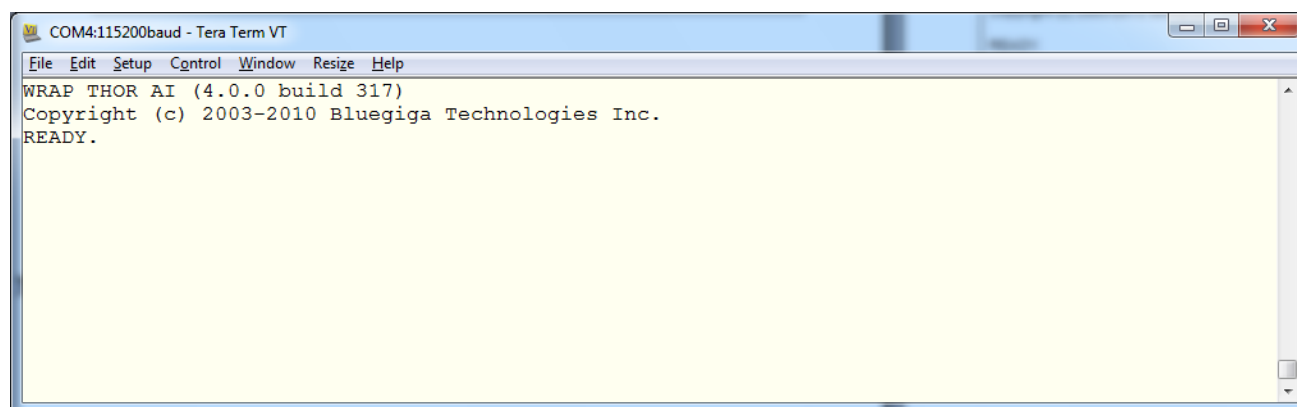 COM4:115200baud - Tera Term VT
File Edit Setup Control Window Resize Help
WRAP THOR AI (4.0.0 build 317)
Copyright (c) 2003-2010 Bluegiga Technologies Inc.
READY.